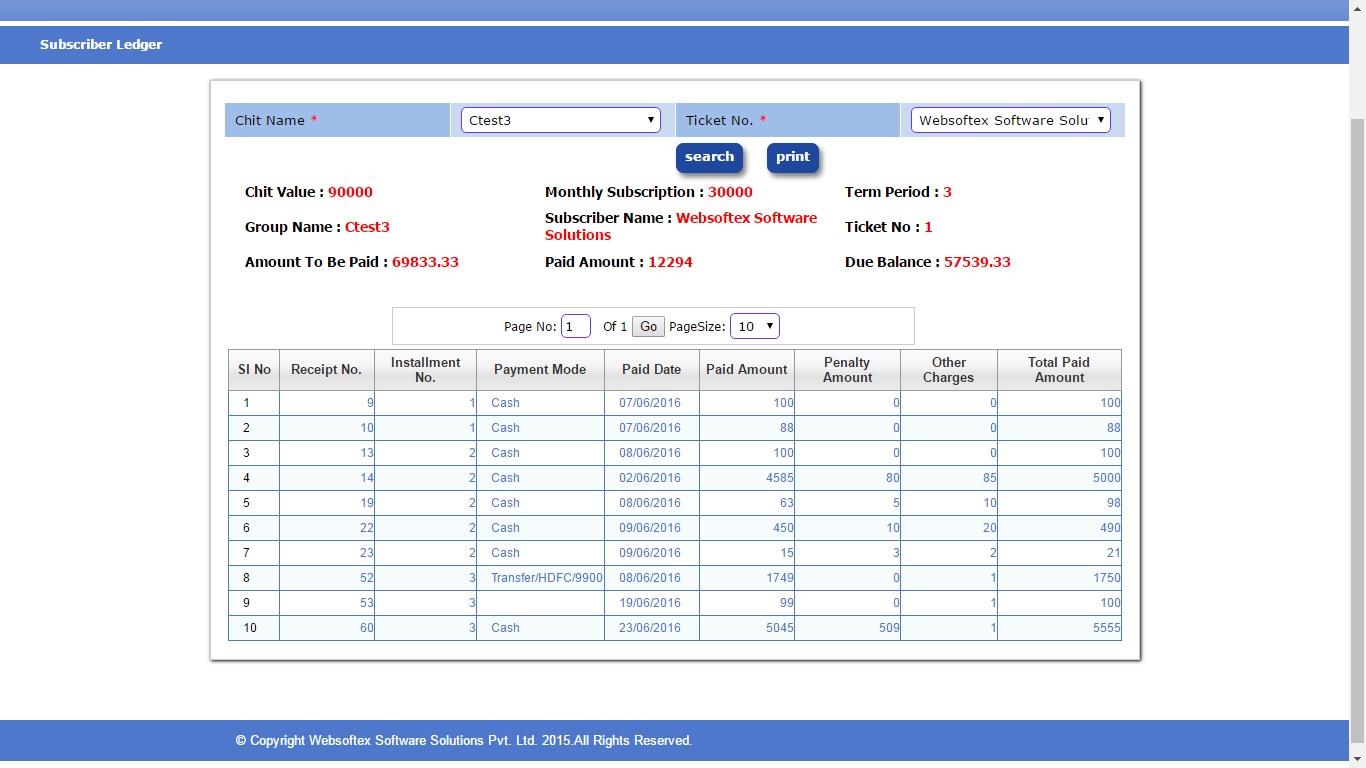 Subscriber Ledger
Chit Name * Ctest3 Ticket No. * Websoftex Software Solu
search print
Chit Value : 90000 Monthly Subscription : 30000 Term Period : 3
Group Name : Ctest3 Subscriber Name : Websoftex Software Solutions Ticket No : 1
Amount To Be Paid : 69833.33 Paid Amount : 12294 Due Balance : 57539.33
Page No: 1 Of 1 Go PageSize: 10
Sl No Receipt No. Installment No. Payment Mode Paid Date Paid Amount Penalty Amount Other Charges Total Paid Amount
1 9 1 Cash 07/06/2016 100 0 0 100
2 10 1 Cash 07/06/2016 88 0 0 88
3 13 2 Cash 08/06/2016 100 0 0 100
4 14 2 Cash 02/06/2016 4585 80 85 5000
5 19 2 Cash 08/06/2016 63 5 10 98
6 22 2 Cash 09/06/2016 450 10 20 490
7 23 2 Cash 09/06/2016 15 3 2 21
8 52 3 Transfer/HDFC/9900 08/06/2016 1749 0 1 1750
9 53 3 19/06/2016 99 0 1 100
10 60 3 Cash 23/06/2016 5045 509 1 5555
© Copyright Websoftex Software Solutions Pvt. Ltd. 2015.All Rights Reserved.